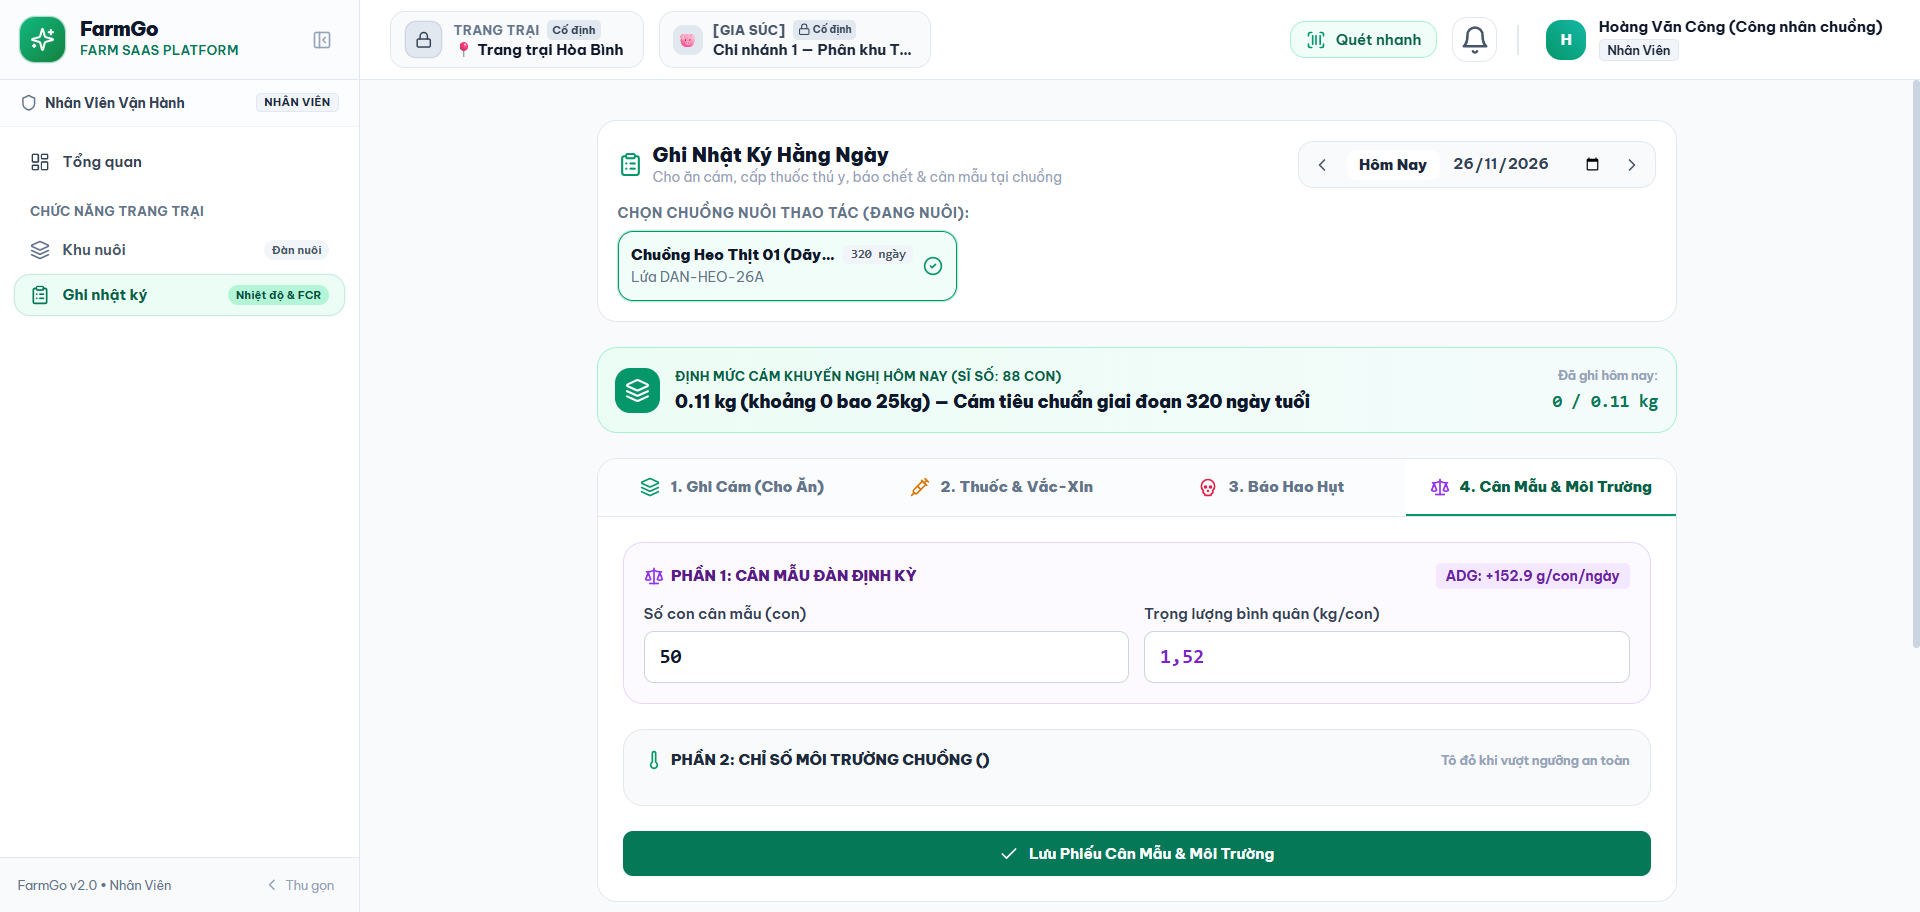 FarmGo
FARM SAAS PLATFORM
TRANG TRẠI Cố định
Trang trại Hòa Bình
[GIA SÚC] Cố định
Chi nhánh 1 — Phân khu T...
Quét nhanh
H
Hoàng Văn Công (Công nhân chuồng)
Nhân Viên
Nhân Viên Vận Hành
NHÂN VIÊN
Tổng quan
CHỨC NĂNG TRANG TRẠI
Khu nuôi
Đàn nuôi
Ghi nhật ký
Nhiệt độ & FCR
FarmGo v2.0 • Nhân Viên
Thu gọn
Ghi Nhật Ký Hằng Ngày
Cho ăn cám, cấp thuốc thú y, báo chết & cân mẫu tại chuồng
Hôm Nay 26/11/2026
CHỌN CHUỒNG NUÔI THAO TÁC (ĐANG NUÔI):
Chuồng Heo Thịt 01 (Dãy... 320 ngày
Lứa DAN-HEO-26A
ĐỊNH MỨC CÁM KHUYẾN NGHỊ HÔM NAY (SĨ SỐ: 88 CON)
0.11 kg (khoảng 0 bao 25kg) — Cám tiêu chuẩn giai đoạn 320 ngày tuổi
Đã ghi hôm nay:
0 / 0.11 kg
1. Ghi Cám (Cho Ăn)
2. Thuốc & Vắc-Xin
3. Báo Hao Hụt
4. Cân Mẫu & Môi Trường
PHẦN 1: CÂN MẪU ĐÀN ĐỊNH KỲ
ADG: +152.9 g/con/ngày
Số con cân mẫu (con)
Trọng lượng bình quân (kg/con)
50
1,52
PHẦN 2: CHỈ SỐ MÔI TRƯỜNG CHUỒNG ()
Tô đỏ khi vượt ngưỡng an toàn
Lưu Phiếu Cân Mẫu & Môi Trường